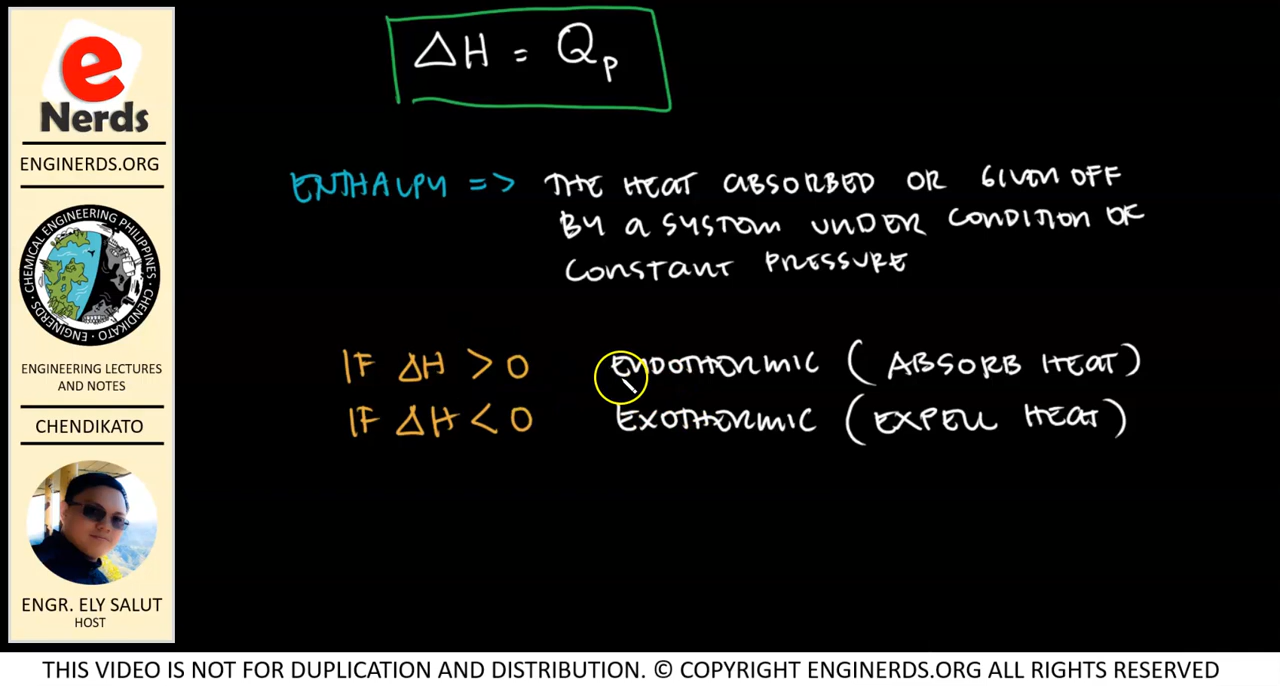 e
Nerds
ENGINERDS.ORG
CHEMICAL ENGINEERING PHILIPPINES • CHENDIKATO • ENGINERDS •
ENGINEERING LECTURES
AND NOTES
CHENDIKATO
ENGR. ELY SALUT
HOST
ΔH = Qp
ENTHALPY => THE HEAT ABSORBED OR GIVEN OFF
BY A SYSTEM UNDER CONDITION OF
CONSTANT PRESSURE
IF ΔH > 0 ENDOTHERMIC (ABSORB HEAT)
IF ΔH < 0 EXOTHERMIC (EXPELL HEAT)
THIS VIDEO IS NOT FOR DUPLICATION AND DISTRIBUTION. © COPYRIGHT ENGINERDS.ORG ALL RIGHTS RESERVED